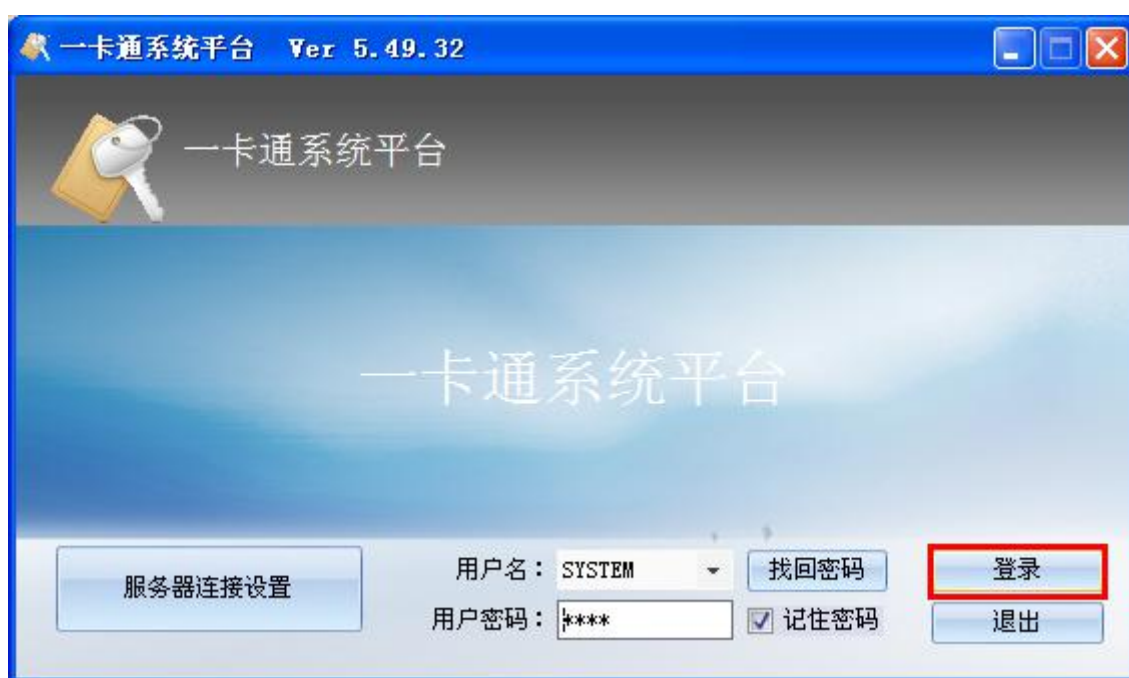 一卡通系统平台 Ver 5.49.32
一卡通系统平台
一卡通系统平台
服务器连接设置
用户名： SYSTEM 找回密码 登录
用户密码： **** 记住密码 退出